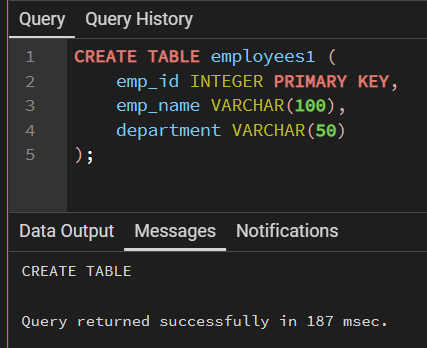 Query Query History
1 CREATE TABLE employees1 (
2 emp_id INTEGER PRIMARY KEY,
3 emp_name VARCHAR(100),
4 department VARCHAR(50)
5 );
Data Output Messages Notifications
CREATE TABLE
Query returned successfully in 187 msec.